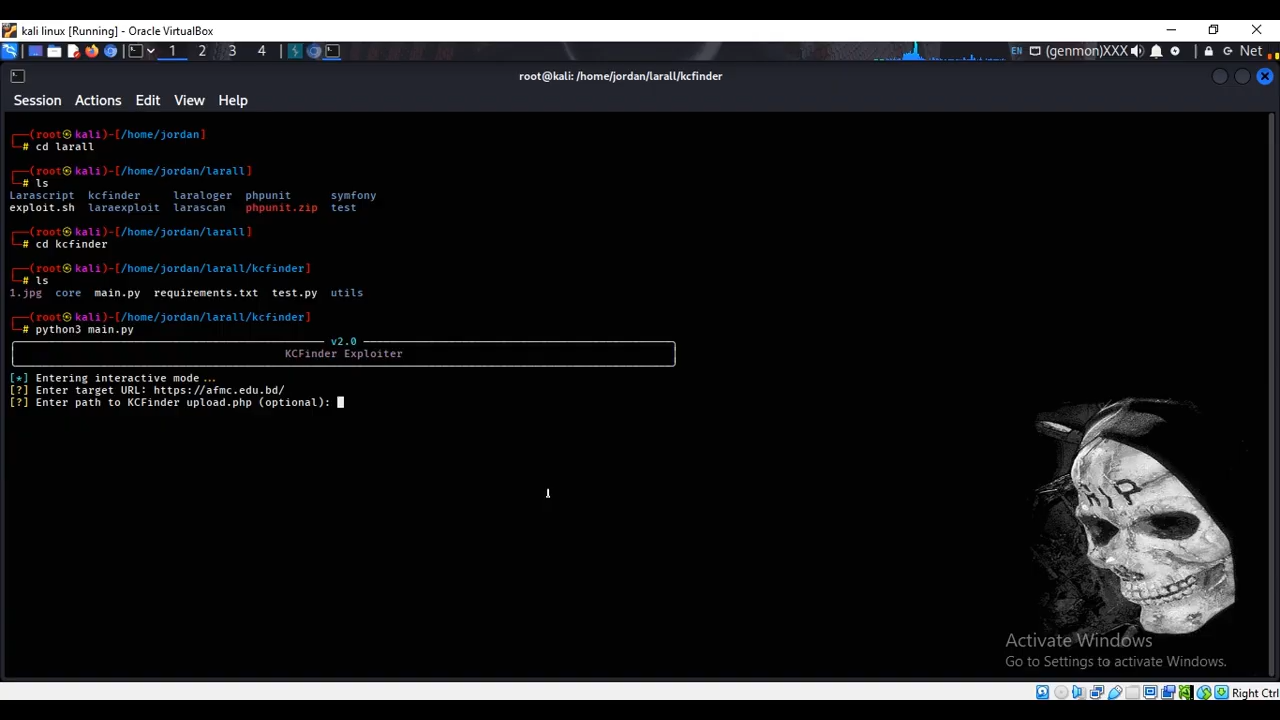 kali linux [Running] - Oracle VirtualBox
1 2 3 4 EN (genmon)XXX Net
root@kali: /home/jordan/larall/kcfinder
Session Actions Edit View Help
┌──(root㉿kali)-[/home/jordan]
└─# cd larall
┌──(root㉿kali)-[/home/jordan/larall]
└─# ls
Larascript kcfinder laraloger phpunit symfony
exploit.sh laraexploit larascan phpunit.zip test
┌──(root㉿kali)-[/home/jordan/larall]
└─# cd kcfinder
┌──(root㉿kali)-[/home/jordan/larall/kcfinder]
└─# ls
1.jpg core main.py requirements.txt test.py utils
┌──(root㉿kali)-[/home/jordan/larall/kcfinder]
└─# python3 main.py
v2.0
KCFinder Exploiter
[*] Entering interactive mode...
[?] Enter target URL: https://afmc.edu.bd/
[?] Enter path to KCFinder upload.php (optional):
RIP
Activate Windows
Go to Settings to activate Windows.
Right Ctrl